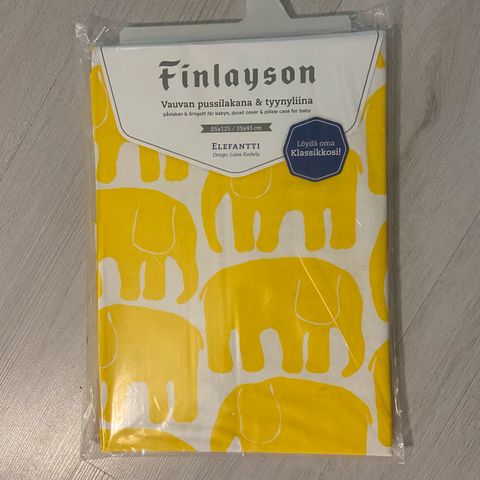 Finlayson
Vauvan pussilakana & tyynyliina
påslakan & örngott för babyn, duvet cover & pillow case for baby
85x125 / 35x45 cm
ELEFANTTI
Design: Laina Koskela
Löydä oma
Klassikkosi!